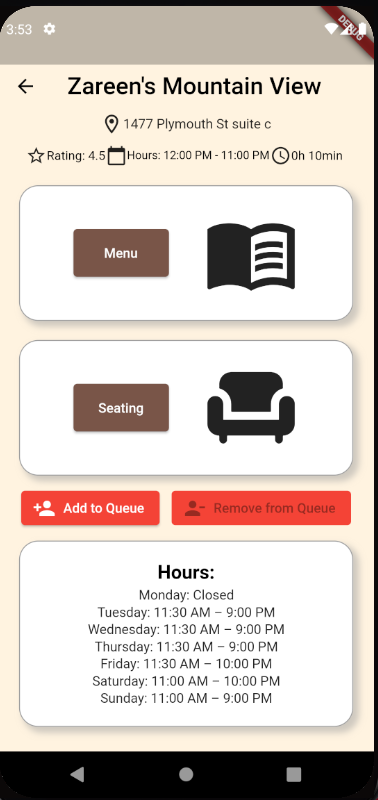 3:53
DEBUG
Zareen's Mountain View
1477 Plymouth St suite c
Rating: 4.5 Hours: 12:00 PM - 11:00 PM 0h 10min
Menu
Seating
Add to Queue Remove from Queue
Hours:
Monday: Closed
Tuesday: 11:30 AM – 9:00 PM
Wednesday: 11:30 AM – 9:00 PM
Thursday: 11:30 AM – 9:00 PM
Friday: 11:30 AM – 10:00 PM
Saturday: 11:00 AM – 10:00 PM
Sunday: 11:00 AM – 9:00 PM